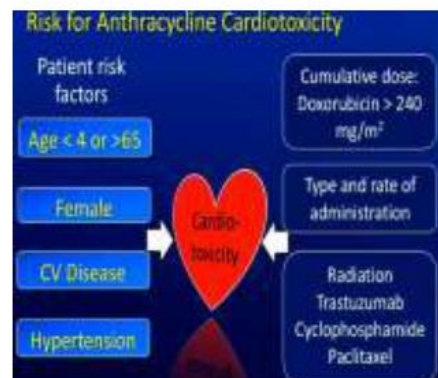 Risk for Anthracycline Cardiotoxicity
Patient risk
factors
Age < 4 or >65
Female
CV Disease
Hypertension
Cardio-
toxicity
Cumulative dose:
Doxorubicin > 240
mg/m²
Type and rate of
administration
Radiation
Trastuzumab
Cyclophosphamide
Paclitaxel